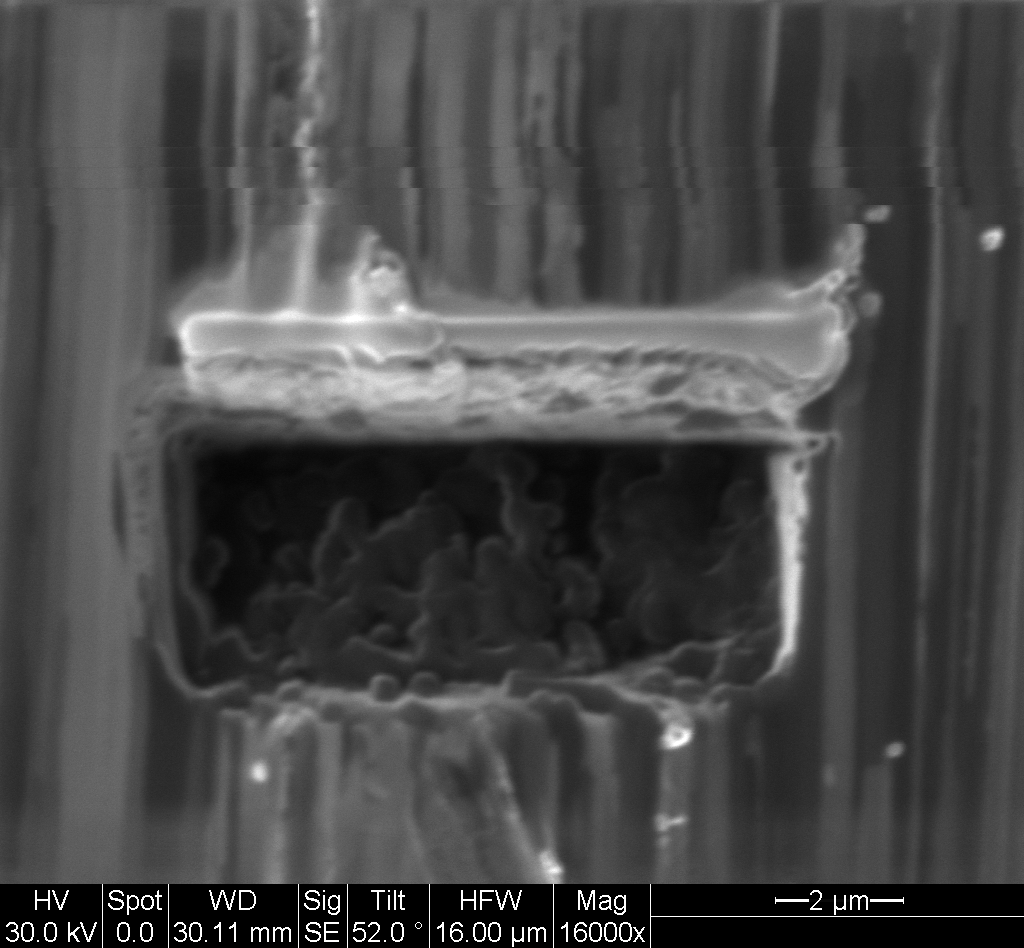 HV Spot WD Sig Tilt HFW Mag 2 µm
30.0 kV 0.0 30.11 mm SE 52.0 ° 16.00 µm 16000x